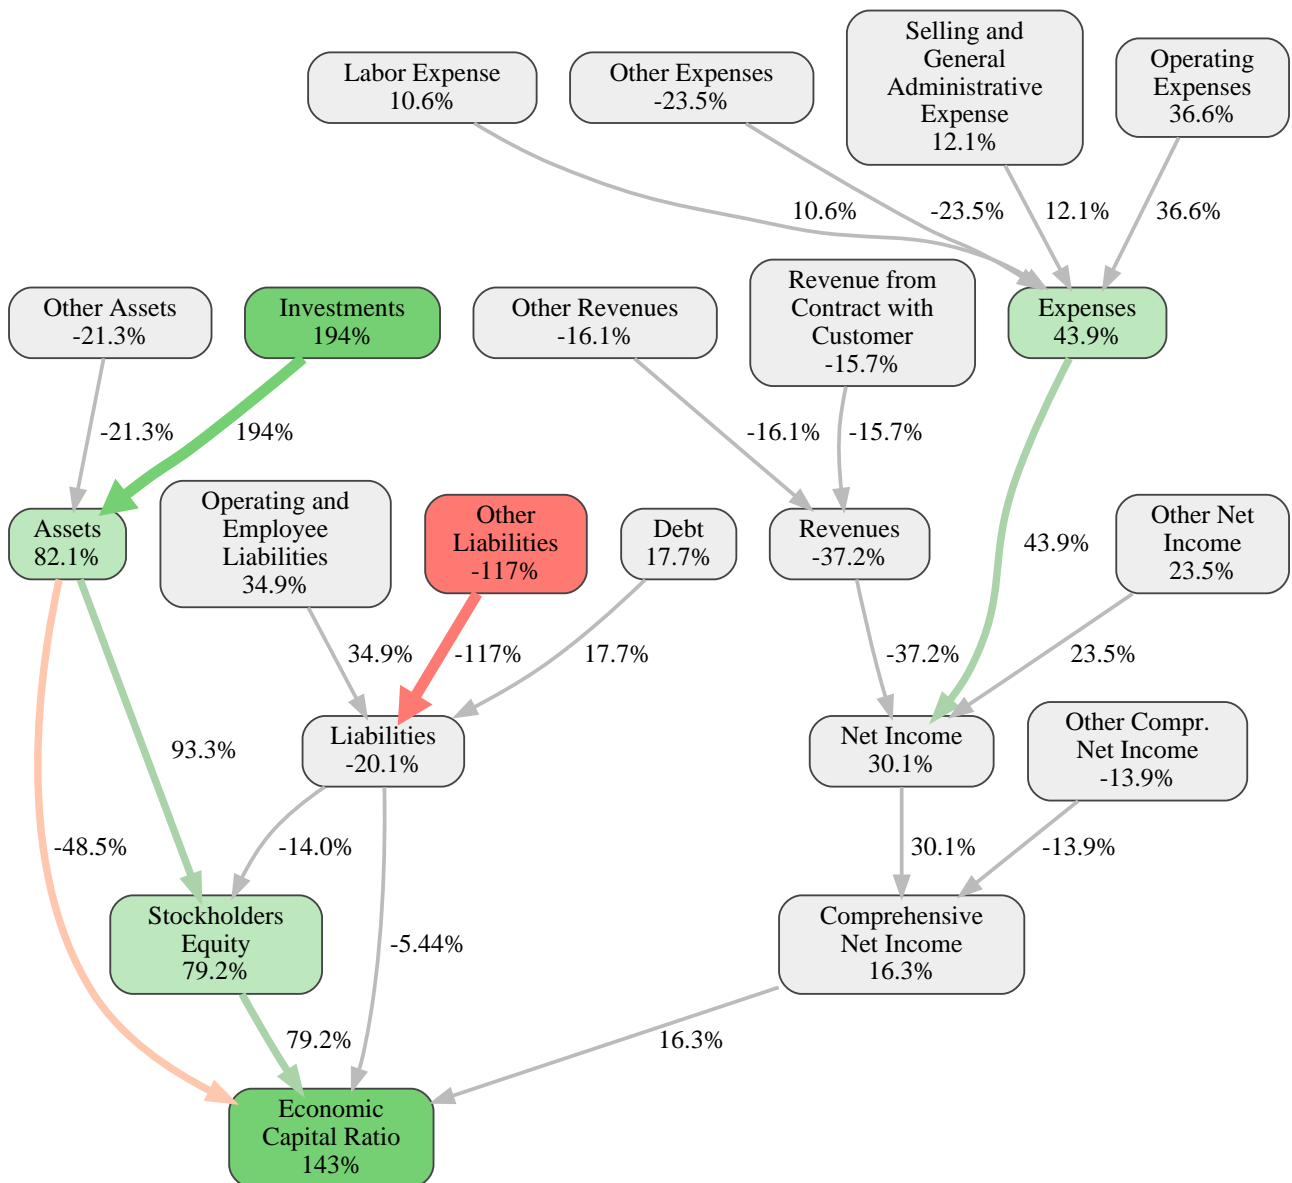 Labor Expense
10.6%
Other Expenses
-23.5%
Selling and
General
Administrative
Expense
12.1%
Operating
Expenses
36.6%
10.6%
-23.5%
12.1%
36.6%
Other Assets
-21.3%
Investments
194%
Other Revenues
-16.1%
Revenue from
Contract with
Customer
-15.7%
Expenses
43.9%
-21.3%
194%
-16.1%
-15.7%
Assets
82.1%
Operating and
Employee
Liabilities
34.9%
Other
Liabilities
-117%
Debt
17.7%
Revenues
-37.2%
43.9%
Other Net
Income
23.5%
34.9%
-117%
17.7%
-37.2%
23.5%
93.3%
Liabilities
-20.1%
Net Income
30.1%
Other Compr.
Net Income
-13.9%
-48.5%
-14.0%
30.1%
-13.9%
Stockholders
Equity
79.2%
-5.44%
Comprehensive
Net Income
16.3%
79.2%
16.3%
Economic
Capital Ratio
143%